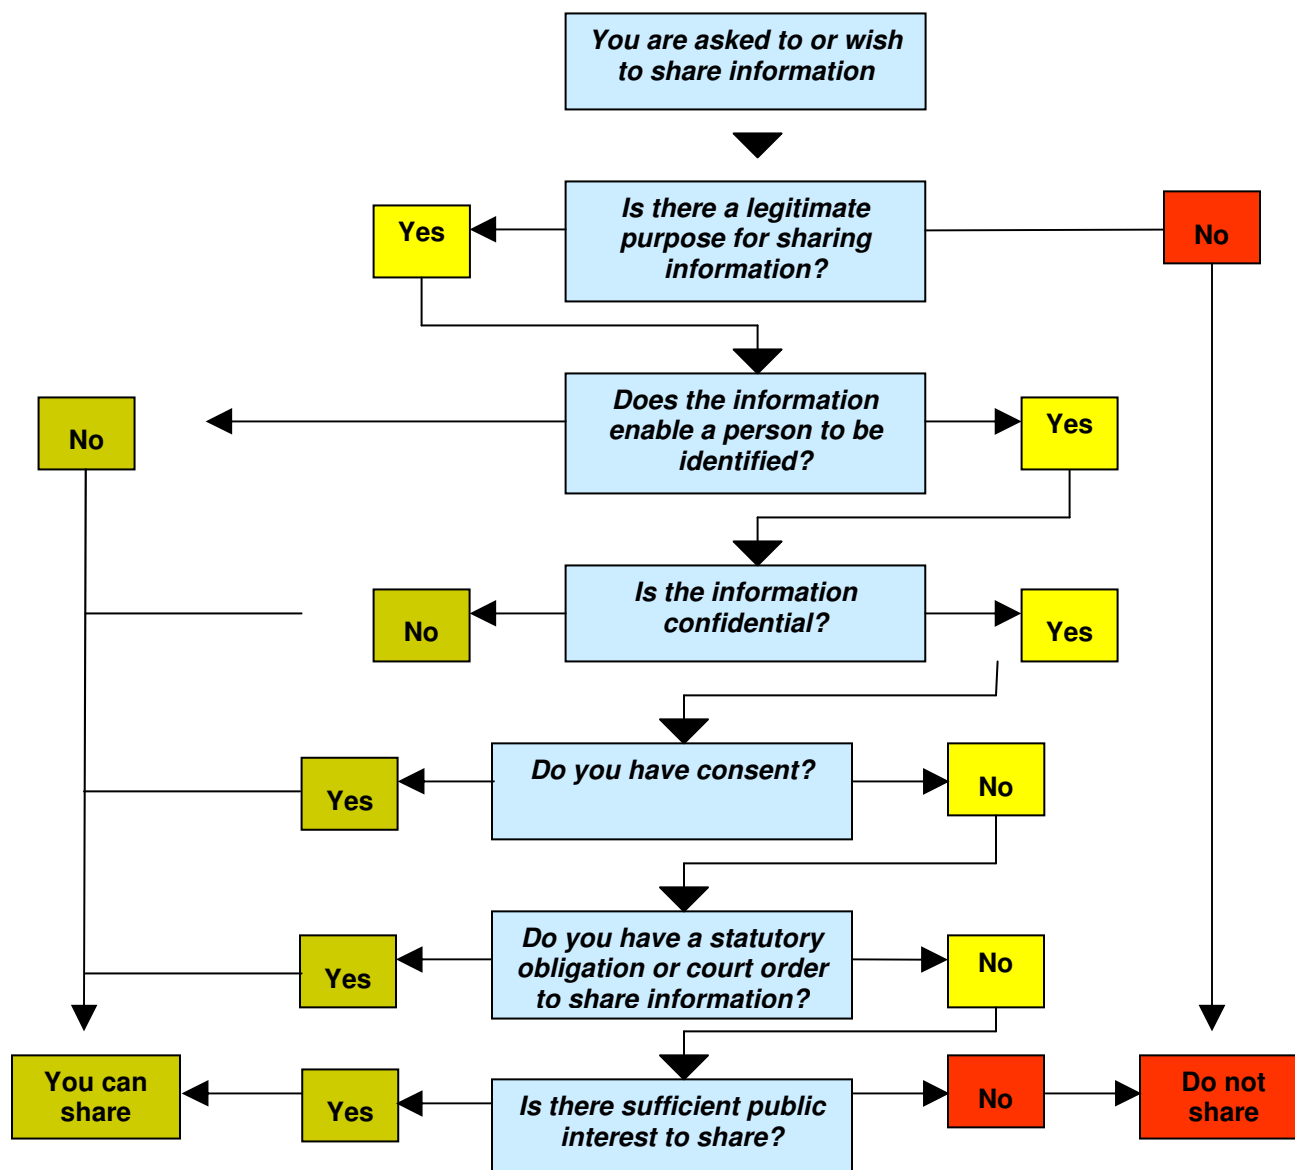 You are asked to or wish
to share information
Is there a legitimate
purpose for sharing
information?
Yes
No
Does the information
enable a person to be
identified?
No
Yes
Is the information
confidential?
No
Yes
Do you have consent?
Yes
No
Do you have a statutory
obligation or court order
to share information?
Yes
No
Is there sufficient public
interest to share?
You can
share
Yes
No
Do not
share